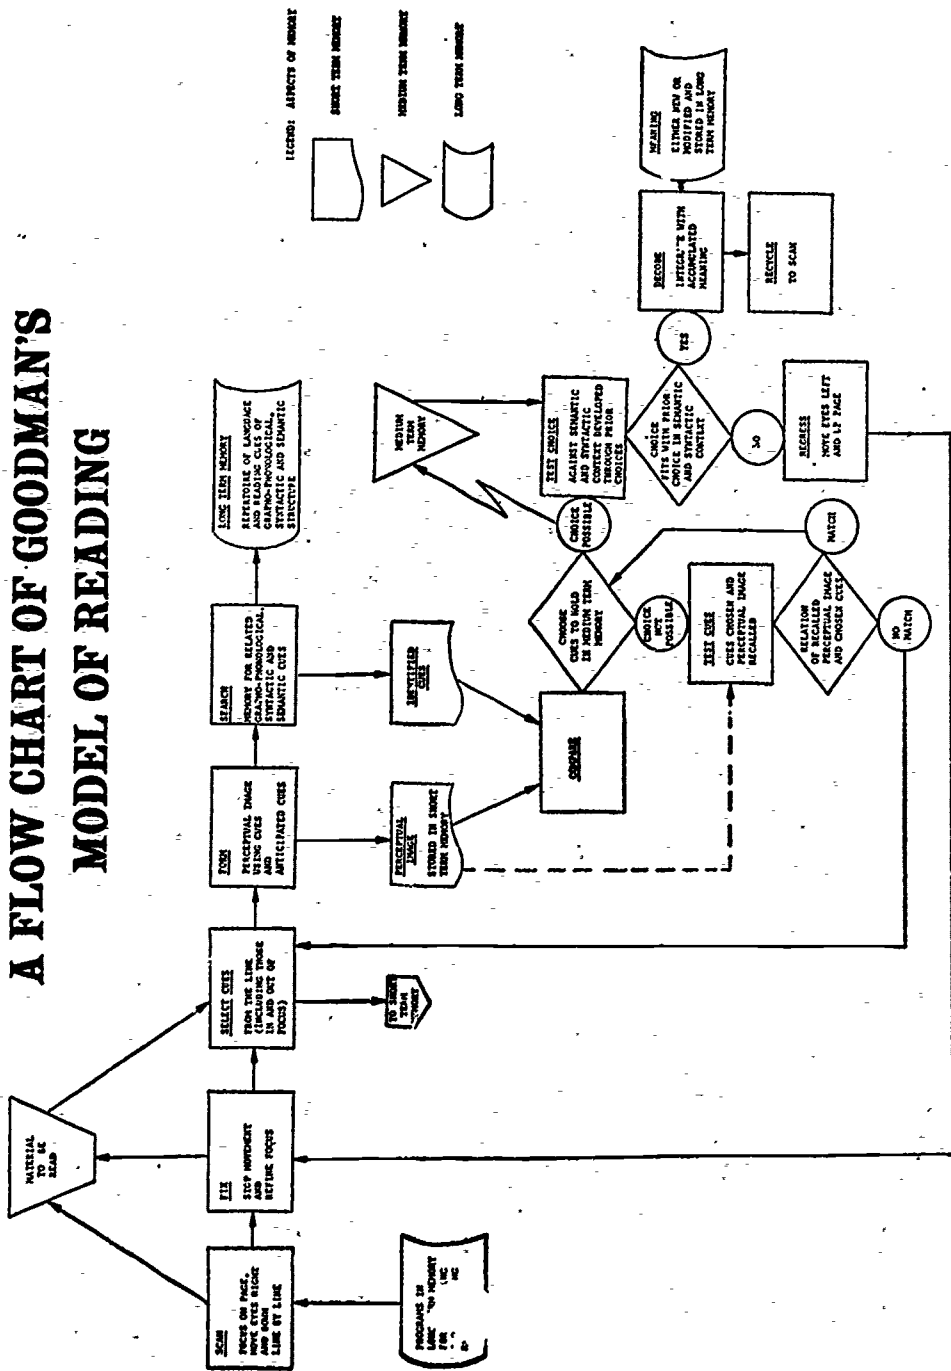 A FLOW CHART OF GOODMAN'S
MODEL OF READING
LEGEND: ASPECTS OF MEMORY
SHORT TERM MEMORY
MEDIUM TERM MEMORY
LONG TERM MEMORY
MATERIAL
TO BE
READ
SCAN
FOCUS ON PAGE,
MOVE EYES RIGHT
AND DOWN
LINE BY LINE
FIX
STOP MOVEMENT
AND
REFINE FOCUS
SELECT CUES
FROM THE LINE
(INCLUDING THOSE
IN AND OUT OF
FOCUS)
FORM
PERCEPTUAL IMAGE
USING CUES
AND
ANTICIPATED CUES
SEARCH
MEMORY FOR RELATED
GRAPHO-PHONOLOGICAL,
SYNTACTIC AND
SEMANTIC CUES
LONG TERM MEMORY
REPERTOIRE OF LANGUAGE
AND READING CUES OF
GRAPHO-PHONOLOGICAL,
SYNTACTIC AND SEMANTIC
STRUCTURE
PROGRAMS IN
MEMORY
FOR
TO SHORT
TERM
PERCEPTUAL
IMAGE
STORED IN SHORT
TERM MEMORY
IDENTIFIED
CUES
MEDIUM
TERM
MEMORY
COMPARE
CHOOSE
CUES TO HOLD
IN MEDIUM TERM
MEMORY
CHOICE
POSSIBLE
TEST CHOICE
AGAINST SEMANTIC
AND SYNTACTIC
CONTEXT DEVELOPED
THROUGH PRIOR
CHOICES
CHOICE
NOT
POSSIBLE
TEST CUES
CUES CHOSEN AND
PERCEPTUAL IMAGE
RECALLED
RELATION
OF RECALLED
PERCEPTUAL IMAGE
AND CHOSEN CUES
MATCH
NO
MATCH
CHOICE
FITS WITH PRIOR
CHOICE IN SEMANTIC
AND SYNTACTIC
CONTEXT
YES
NO
REGRESS
MOVE EYES LEFT
AND UP PAGE
DECODE
WITH
ACCUMULATED
MEANING
RECYCLE
TO SCAN
MEANING
EITHER NEW OR
MODIFIED AND
STORED IN LONG
TERM MEMORY